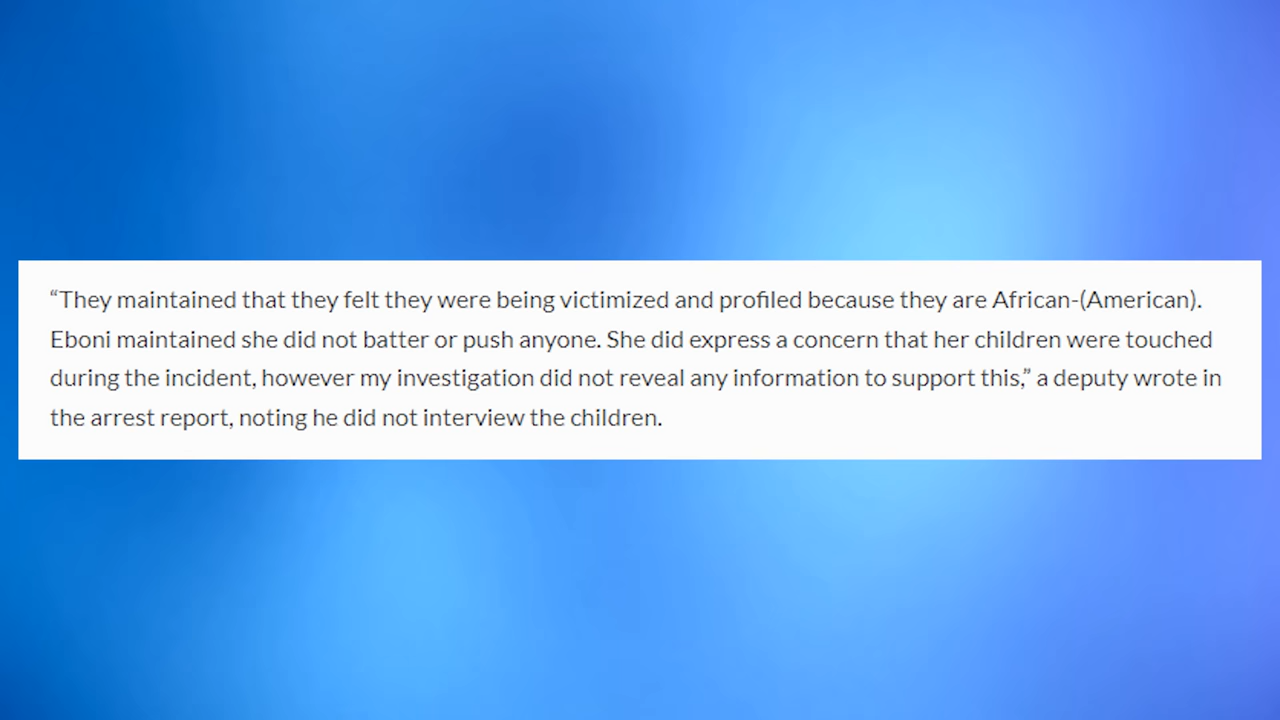 “They maintained that they felt they were being victimized and profiled because they are African-(American).
Eboni maintained she did not batter or push anyone. She did express a concern that her children were touched
during the incident, however my investigation did not reveal any information to support this,” a deputy wrote in
the arrest report, noting he did not interview the children.